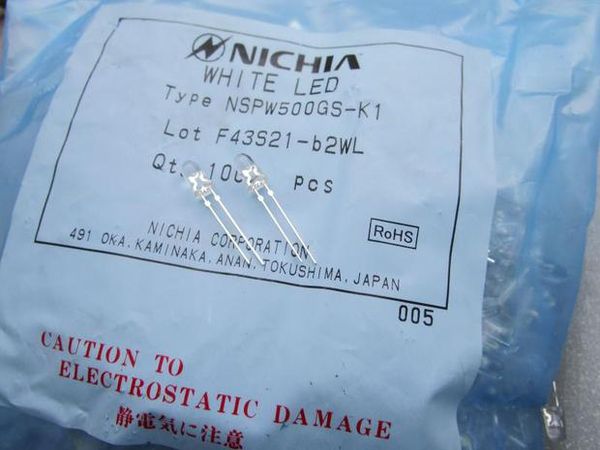 NICHIA
WHITE LED
Type NSPW500GS-K1
Lot F43S21-b2WL
Qt. pcs
NICHIA CORPORATION
491 OKA, KAMINAKA, ANAN, TOKUSHIMA, JAPAN
RoHS
005
CAUTION TO
ELECTROSTATIC DAMAGE
静電気に注意